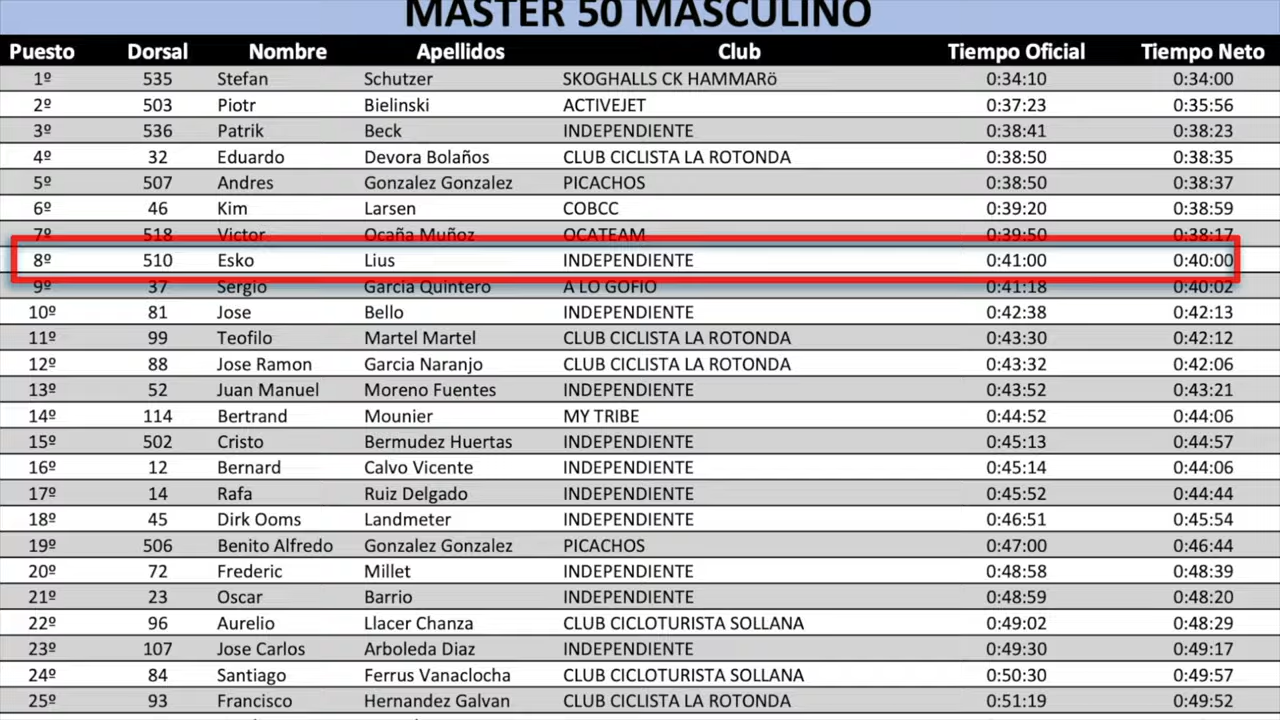 MASTER 50 MASCULINO
Puesto Dorsal Nombre Apellidos Club Tiempo Oficial Tiempo Neto
1º 535 Stefan Schutzer SKOGHALLS CK HAMMARö 0:34:10 0:34:00
2º 503 Piotr Bielinski ACTIVEJET 0:37:23 0:35:56
3º 536 Patrik Beck INDEPENDIENTE 0:38:41 0:38:23
4º 32 Eduardo Devora Bolaños CLUB CICLISTA LA ROTONDA 0:38:50 0:38:35
5º 507 Andres Gonzalez Gonzalez PICACHOS 0:38:50 0:38:37
6º 46 Kim Larsen COBCC 0:39:20 0:38:59
7º 518 Victor Ocaña Muñoz OCATEAM 0:39:50 0:38:17
8º 510 Esko Lius INDEPENDIENTE 0:41:00 0:40:00
9º 37 Sergio Garcia Quintero A LO GOFIO 0:41:18 0:40:02
10º 81 Jose Bello INDEPENDIENTE 0:42:38 0:42:13
11º 99 Teofilo Martel Martel CLUB CICLISTA LA ROTONDA 0:43:30 0:42:12
12º 88 Jose Ramon Garcia Naranjo CLUB CICLISTA LA ROTONDA 0:43:32 0:42:06
13º 52 Juan Manuel Moreno Fuentes INDEPENDIENTE 0:43:52 0:43:21
14º 114 Bertrand Mounier MY TRIBE 0:44:52 0:44:06
15º 502 Cristo Bermudez Huertas INDEPENDIENTE 0:45:13 0:44:57
16º 12 Bernard Calvo Vicente INDEPENDIENTE 0:45:14 0:44:06
17º 14 Rafa Ruiz Delgado INDEPENDIENTE 0:45:52 0:44:44
18º 45 Dirk Ooms Landmeter INDEPENDIENTE 0:46:51 0:45:54
19º 506 Benito Alfredo Gonzalez Gonzalez PICACHOS 0:47:00 0:46:44
20º 72 Frederic Millet INDEPENDIENTE 0:48:58 0:48:39
21º 23 Oscar Barrio INDEPENDIENTE 0:48:59 0:48:20
22º 96 Aurelio Llacer Chanza CLUB CICLOTURISTA SOLLANA 0:49:02 0:48:29
23º 107 Jose Carlos Arboleda Diaz INDEPENDIENTE 0:49:30 0:49:17
24º 84 Santiago Ferrus Vanaclocha CLUB CICLOTURISTA SOLLANA 0:50:30 0:49:57
25º 93 Francisco Hernandez Galvan CLUB CICLISTA LA ROTONDA 0:51:19 0:49:52